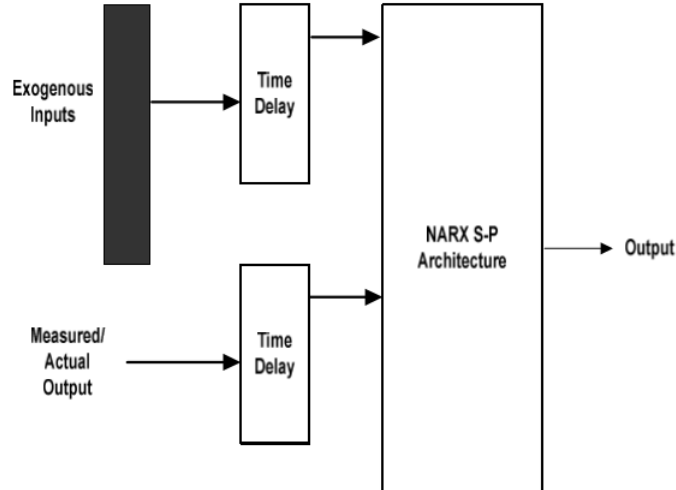 Exogenous
Inputs
Time
Delay
NARX S-P
Architecture
Output
Measured/
Actual
Output
Time
Delay